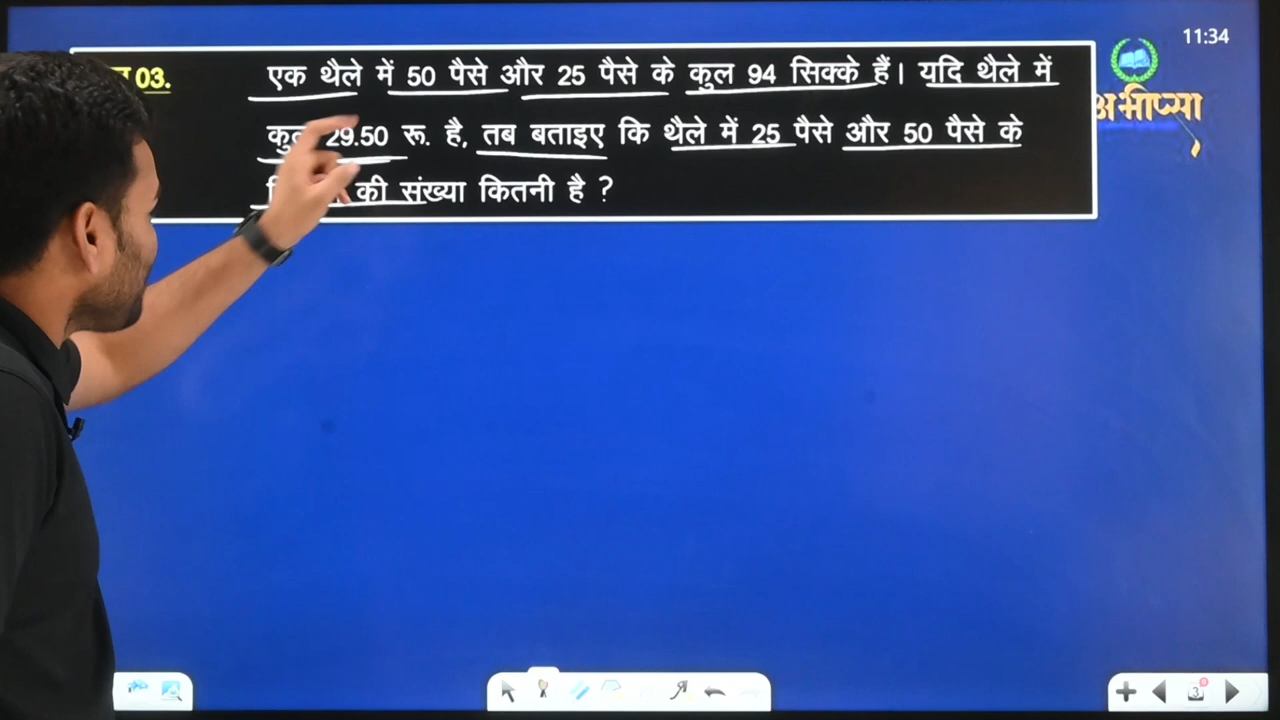 11:34
03. एक थैले में 50 पैसे और 25 पैसे के कुल 94 सिक्के हैं। यदि थैले में
29.50 रू. है, तब बताइए कि थैले में 25 पैसे और 50 पैसे के
की संख्या कितनी है ?
अभीप्सा
3